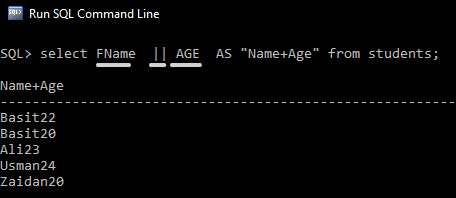 SQL>
Run SQL Command Line
SQL> select FName || AGE AS "Name+Age" from students;
Name+Age
--------------------------------------------------------
Basit22
Basit20
Ali23
Usman24
Zaidan20